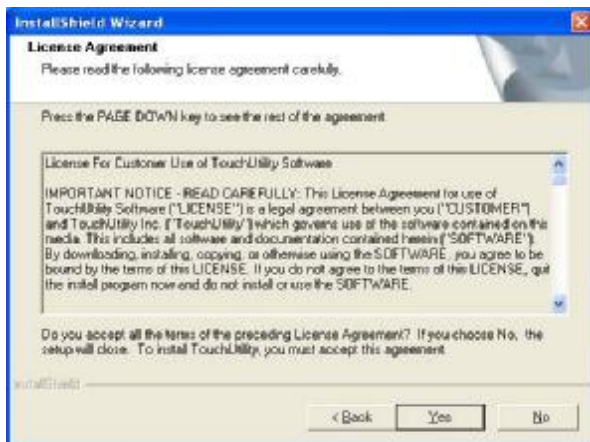 InstallShield Wizard
License Agreement
Please read the following license agreement carefully.
Press the PAGE DOWN key to see the rest of the agreement.
License For Customer Use of TouchUtility Software
IMPORTANT NOTICE - READ CAREFULLY: This License Agreement for use of
TouchUtility Software ("LICENSE") is a legal agreement between you ("CUSTOMER")
and TouchUtility Inc. ("TouchUtility") which governs use of the software contained on this
media. This includes all software and documentation contained herein ("SOFTWARE").
By downloading, installing, copying, or otherwise using the SOFTWARE, you agree to be
bound by the terms of this LICENSE. If you do not agree to the terms of this LICENSE, quit
the install program now and do not install or use the SOFTWARE.
Do you accept all the terms of the preceding License Agreement? If you choose No, the
setup will close. To install TouchUtility, you must accept this agreement.
InstallShield
< Back
Yes
No